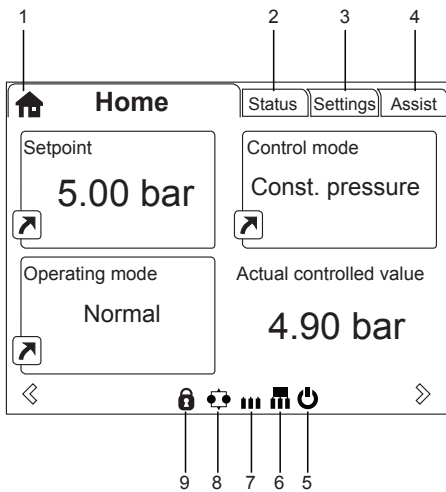 1 2 3 4
Home Status Settings Assist
Setpoint Control mode
5.00 bar Const. pressure
Operating mode Actual controlled value
Normal 4.90 bar
9 8 7 6 5